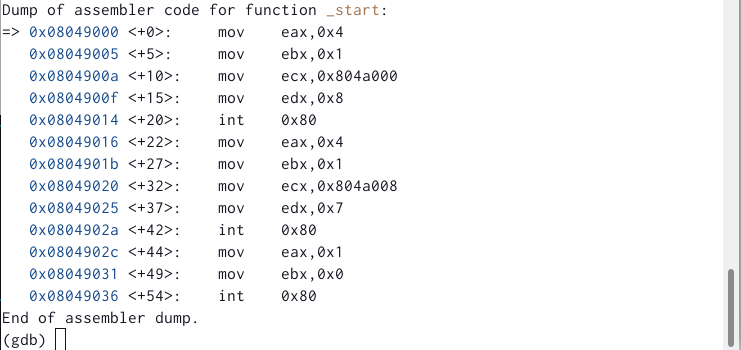 Dump of assembler code for function _start:
=> 0x08049000 <+0>:     mov    eax,0x4
   0x08049005 <+5>:     mov    ebx,0x1
   0x0804900a <+10>:    mov    ecx,0x804a000
   0x0804900f <+15>:    mov    edx,0x8
   0x08049014 <+20>:    int    0x80
   0x08049016 <+22>:    mov    eax,0x4
   0x0804901b <+27>:    mov    ebx,0x1
   0x08049020 <+32>:    mov    ecx,0x804a008
   0x08049025 <+37>:    mov    edx,0x7
   0x0804902a <+42>:    int    0x80
   0x0804902c <+44>:    mov    eax,0x1
   0x08049031 <+49>:    mov    ebx,0x0
   0x08049036 <+54>:    int    0x80
End of assembler dump.
(gdb)